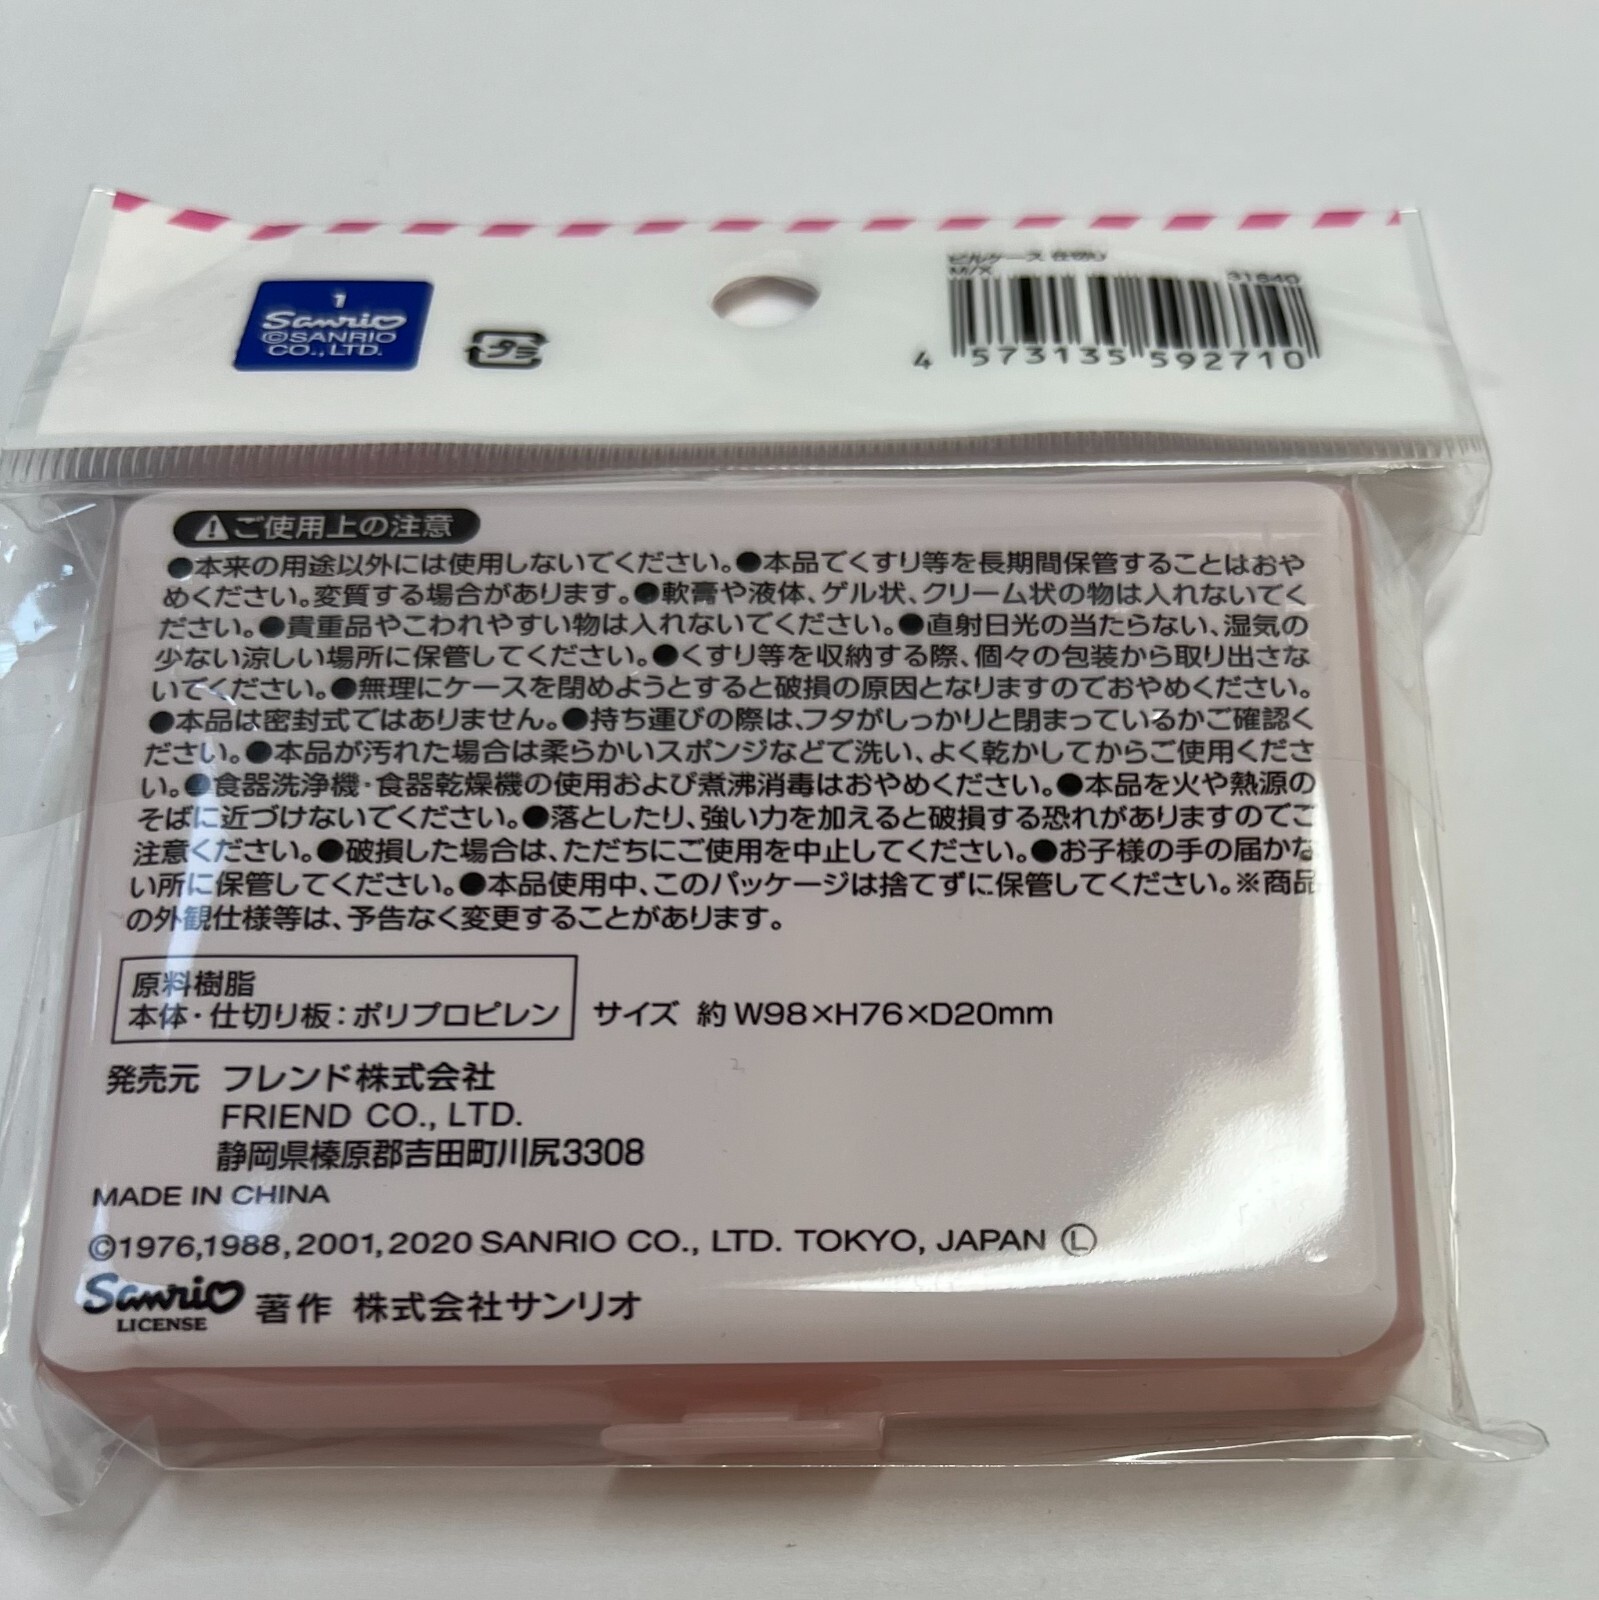 1
Sanrio
©SANRIO
CO., LTD.
プラ
ピルケース 仕切り
M/X 31640
4 573135 592710
ご使用上の注意
●本来の用途以外には使用しないでください。●本品でくすり等を長期間保管することはおや
めください。変質する場合があります。●軟膏や液体、ゲル状、クリーム状の物は入れないでく
ださい。●貴重品やこわれやすい物は入れないでください。●直射日光の当たらない、湿気の
少ない涼しい場所に保管してください。●くすり等を収納する際、個々の包装から取り出さな
いでください。●無理にケースを閉めようとすると破損の原因となりますのでおやめください。
●本品は密封式ではありません。●持ち運びの際は、フタがしっかりと閉まっているかご確認く
ださい。●本品が汚れた場合は柔らかいスポンジなどで洗い、よく乾かしてからご使用くださ
い。●食器洗浄機・食器乾燥機の使用および煮沸消毒はおやめください。●本品を火や熱源の
そばに近づけないでください。●落としたり、強い力を加えると破損する恐れがありますのでご
注意ください。●破損した場合は、ただちにご使用を中止してください。●お子様の手の届かな
い所に保管してください。●本品使用中、このパッケージは捨てずに保管してください。※商品
の外観仕様等は、予告なく変更することがあります。
原料樹脂
本体・仕切り板：ポリプロピレン サイズ 約W98×H76×D20mm
発売元 フレンド株式会社
FRIEND CO., LTD.
静岡県榛原郡吉田町川尻3308
MADE IN CHINA
©1976,1988,2001,2020 SANRIO CO., LTD. TOKYO, JAPAN Ⓛ
Sanrio LICENSE 著作 株式会社サンリオ